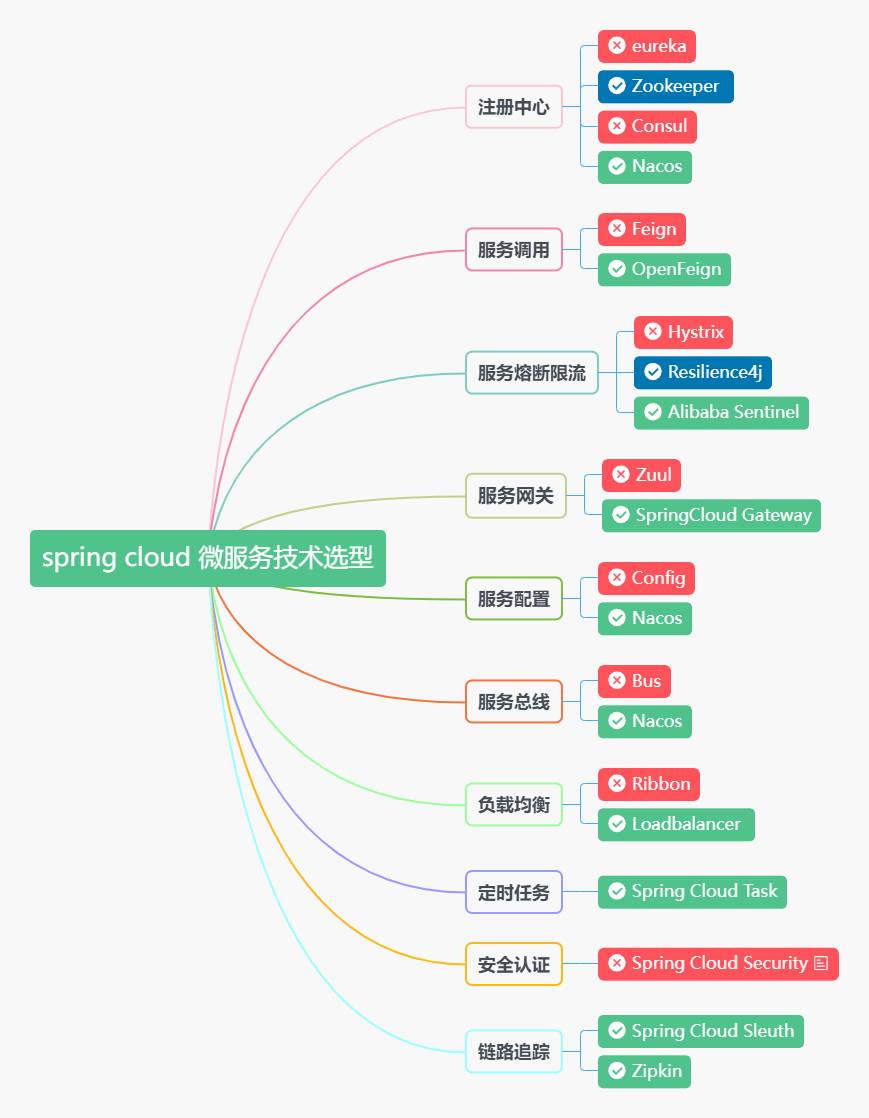 spring cloud 微服务技术选型
注册中心
eureka
Zookeeper
Consul
Nacos
服务调用
Feign
OpenFeign
服务熔断限流
Hystrix
Resilience4j
Alibaba Sentinel
服务网关
Zuul
SpringCloud Gateway
服务配置
Config
Nacos
服务总线
Bus
Nacos
负载均衡
Ribbon
Loadbalancer
定时任务
Spring Cloud Task
安全认证
Spring Cloud Security
链路追踪
Spring Cloud Sleuth
Zipkin